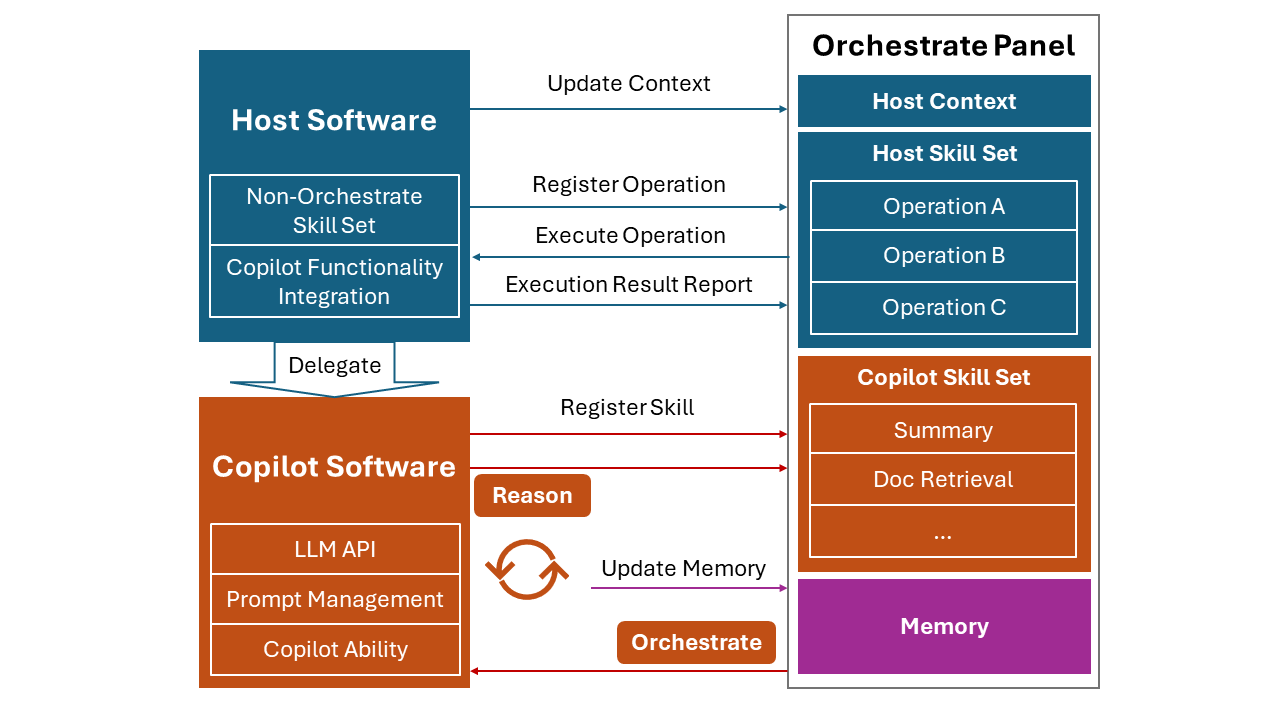 Orchestrate Panel
Host Software
Non-Orchestrate
Skill Set
Copilot Functionality
Integration
Update Context
Register Operation
Execute Operation
Execution Result Report
Host Context
Host Skill Set
Operation A
Operation B
Operation C
Delegate
Copilot Software
LLM API
Prompt Management
Copilot Ability
Register Skill
Reason
Update Memory
Orchestrate
Copilot Skill Set
Summary
Doc Retrieval
...
Memory